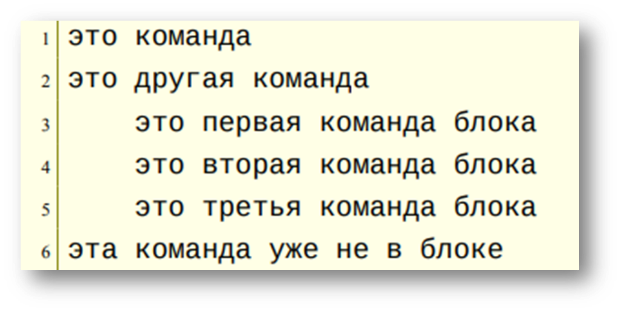 1 это команда
2 это другая команда
3 это первая команда блока
4 это вторая команда блока
5 это третья команда блока
6 эта команда уже не в блоке